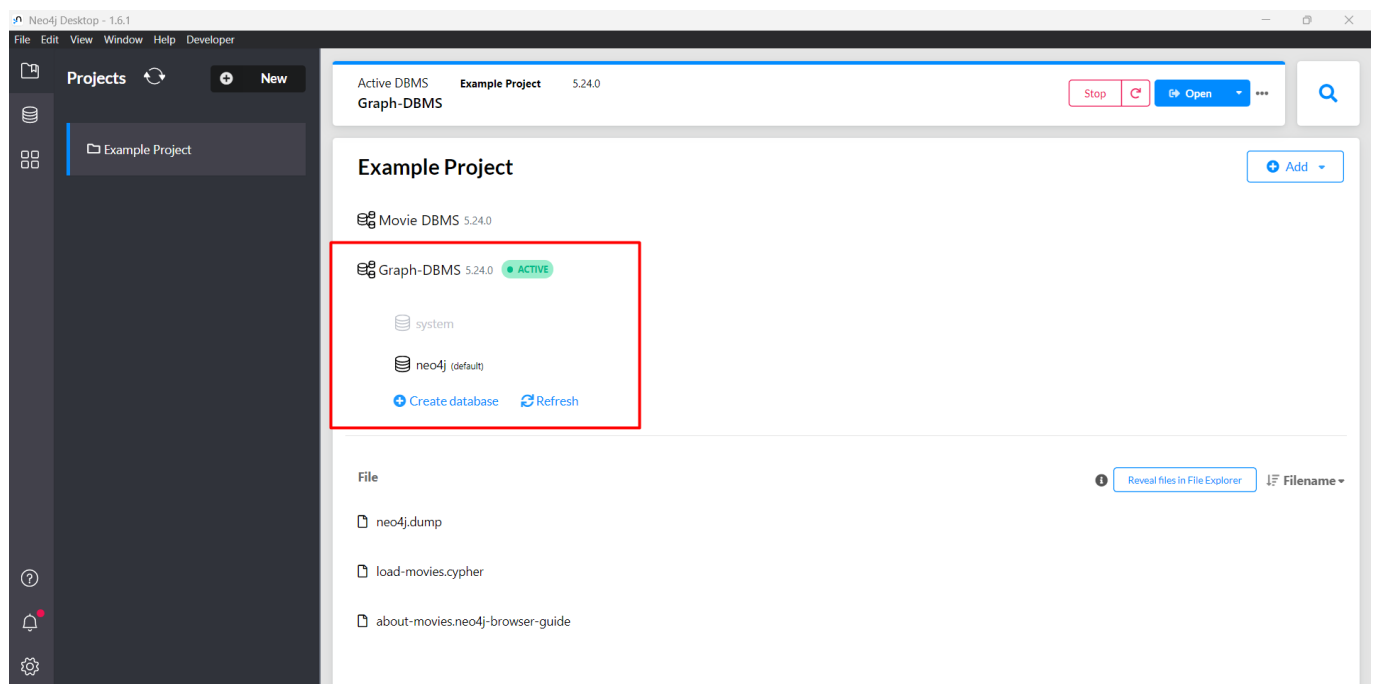 Neo4j Desktop - 1.6.1
File Edit View Window Help Developer
Projects
New
Example Project
Active DBMS Example Project 5.24.0
Graph-DBMS
Stop
Open
Example Project
Add
Movie DBMS 5.24.0
Graph-DBMS 5.24.0 ACTIVE
system
neo4j (default)
Create database Refresh
File
Reveal files in File Explorer
Filename
neo4j.dump
load-movies.cypher
about-movies.neo4j-browser-guide